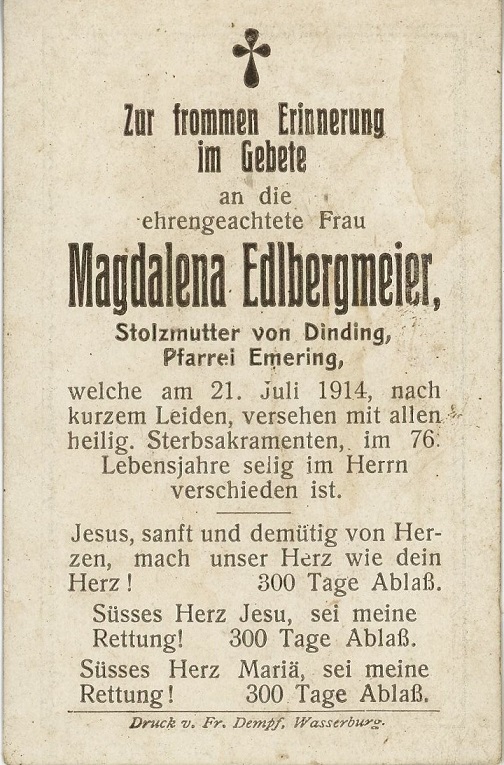 Zur frommen Erinnerung
im Gebete
an die
ehrengeachtete Frau
Magdalena Edlbergmeier,
Stolzmutter von Dinding,
Pfarrei Emering,
welche am 21. Juli 1914, nach
kurzem Leiden, versehen mit allen
heilig. Sterbsakramenten, im 76.
Lebensjahre selig im Herrn
verschieden ist.
Jesus, sanft und demütig von Her-
zen, mach unser Herz wie dein
Herz! 300 Tage Ablaß.
Süsses Herz Jesu, sei meine
Rettung! 300 Tage Ablaß.
Süsses Herz Mariä, sei meine
Rettung! 300 Tage Ablaß.
Druck v. Fr. Dempf, Wasserburg.